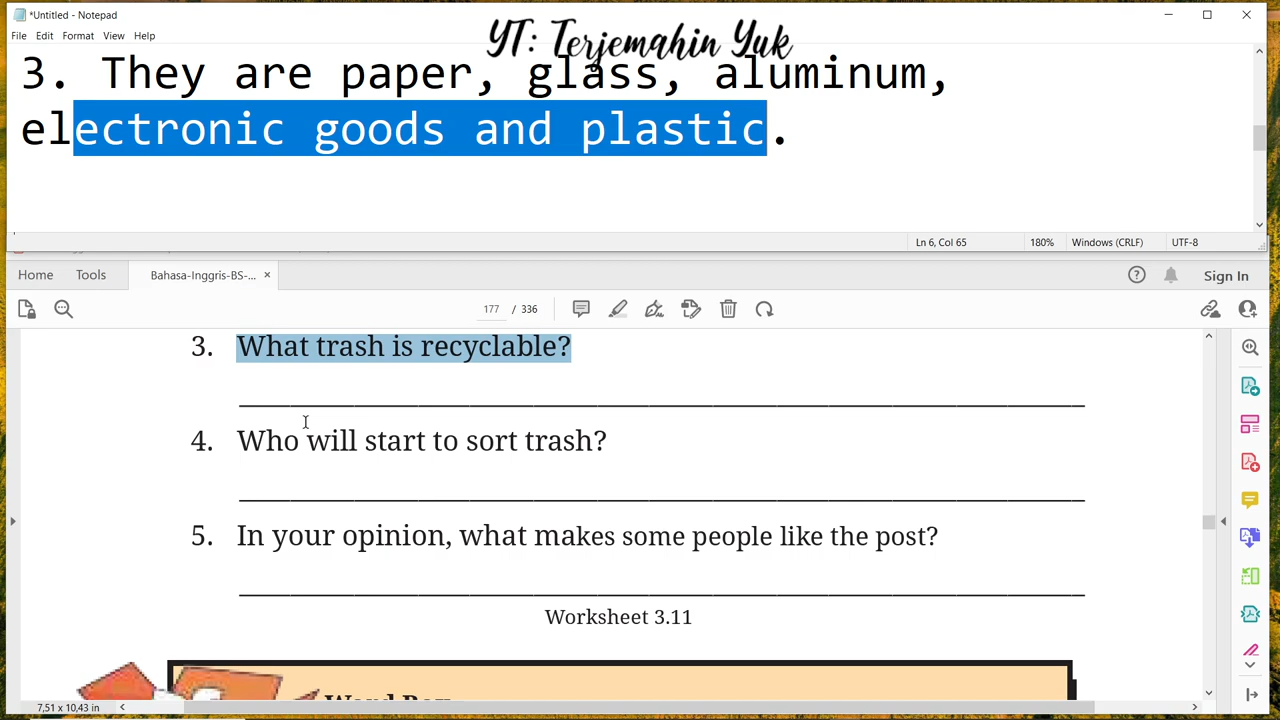 *Untitled - Notepad
YT: Terjemahin Yuk
File Edit Format View Help
3. They are paper, glass, aluminum,
electronic goods and plastic.
Ln 6, Col 65 180% Windows (CRLF) UTF-8
Home Tools Bahasa-Inggris-BS-... × Sign In
177 / 336
3. What trash is recyclable?
4. Who will start to sort trash?
5. In your opinion, what makes some people like the post?
Worksheet 3.11
Word Box
7,51 x 10,43 in